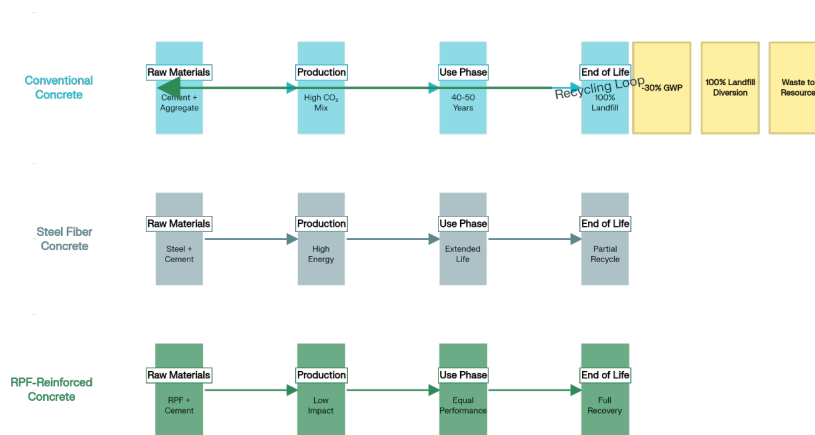 Conventional
Concrete
Raw Materials
Cement +
Aggregate
Production
High CO₂
Mix
Use Phase
40-50
Years
End of Life
100%
Landfill
Recycling Loop
-30% GWP
100% Landfill
Diversion
Waste to
Resource
Steel Fiber
Concrete
Raw Materials
Steel +
Cement
Production
High
Energy
Use Phase
Extended
Life
End of Life
Partial
Recycle
RPF-Reinforced
Concrete
Raw Materials
RPF +
Cement
Production
Low
Impact
Use Phase
Equal
Performance
End of Life
Full
Recovery